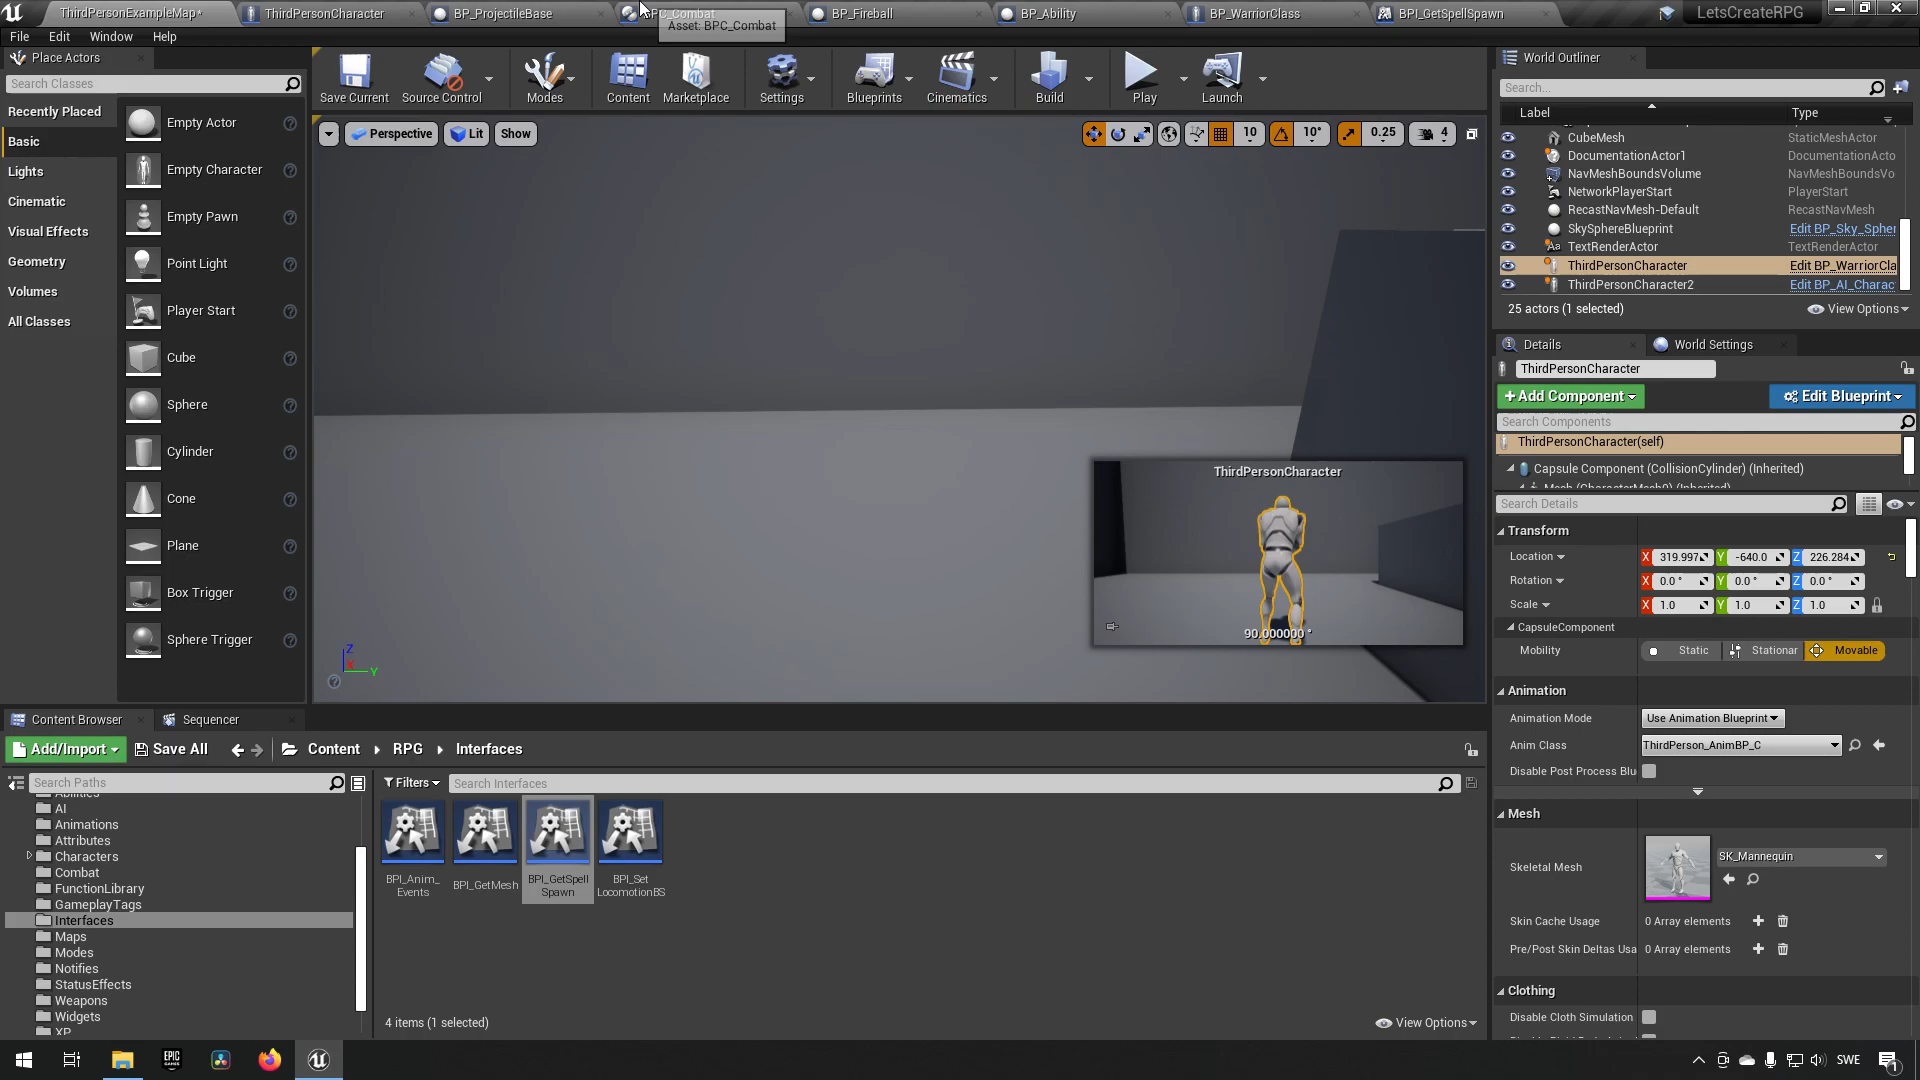 ThirdPersonExampleMap*
ThirdPersonCharacter
BP_ProjectileBase
BPC_Combat
BP_Fireball
BP_Ability
BP_WarriorClass
BPI_GetSpellSpawn
LetsCreateRPG
Asset: BPC_Combat
File
Edit
Window
Help
Place Actors
Search Classes
Recently Placed
Basic
Lights
Cinematic
Visual Effects
Geometry
Volumes
All Classes
Empty Actor
Empty Character
Empty Pawn
Point Light
Player Start
Cube
Sphere
Cylinder
Cone
Plane
Box Trigger
Sphere Trigger
Save Current
Source Control
Modes
Content
Marketplace
Settings
Blueprints
Cinematics
Build
Play
Launch
Perspective
Lit
Show
10
10°
0.25
4
ThirdPersonCharacter
90.000000 °
Z
X
Y
World Outliner
Search...
Label
Type
CubeMesh
StaticMeshActor
DocumentationActor1
DocumentationActo
NavMeshBoundsVolume
NavMeshBoundsVo
NetworkPlayerStart
PlayerStart
RecastNavMesh-Default
RecastNavMesh
SkySphereBlueprint
Edit BP_Sky_Spher
TextRenderActor
TextRenderActor
ThirdPersonCharacter
Edit BP_WarriorCla
ThirdPersonCharacter2
Edit BP_AI_Charac
25 actors (1 selected)
View Options
Details
World Settings
ThirdPersonCharacter
+ Add Component
Edit Blueprint
Search Components
ThirdPersonCharacter(self)
Capsule Component (CollisionCylinder) (Inherited)
Mesh (CharacterMesh0) (Inherited)
Search Details
Transform
Location
X 319.997
Y -640.0
Z 226.284
Rotation
X 0.0 °
Y 0.0 °
Z 0.0 °
Scale
X 1.0
Y 1.0
Z 1.0
CapsuleComponent
Mobility
Static
Stationar
Movable
Animation
Animation Mode
Use Animation Blueprint
Anim Class
ThirdPerson_AnimBP_C
Disable Post Process Blu
Mesh
Skeletal Mesh
SK_Mannequin
Skin Cache Usage
0 Array elements
Pre/Post Skin Deltas Usa
0 Array elements
Clothing
Disable Cloth Simulation
Content Browser
Sequencer
Add/Import
Save All
Content
RPG
Interfaces
Search Paths
Filters
Search Interfaces
Abilities
AI
Animations
Attributes
Characters
Combat
FunctionLibrary
GameplayTags
Interfaces
Maps
Modes
Notifies
StatusEffects
Weapons
Widgets
XP
BPI_Anim_
Events
BPI_GetMesh
BPI_GetSpell
Spawn
BPI_Set
LocomotionBS
4 items (1 selected)
View Options
EPIC
GAMES
SWE
1